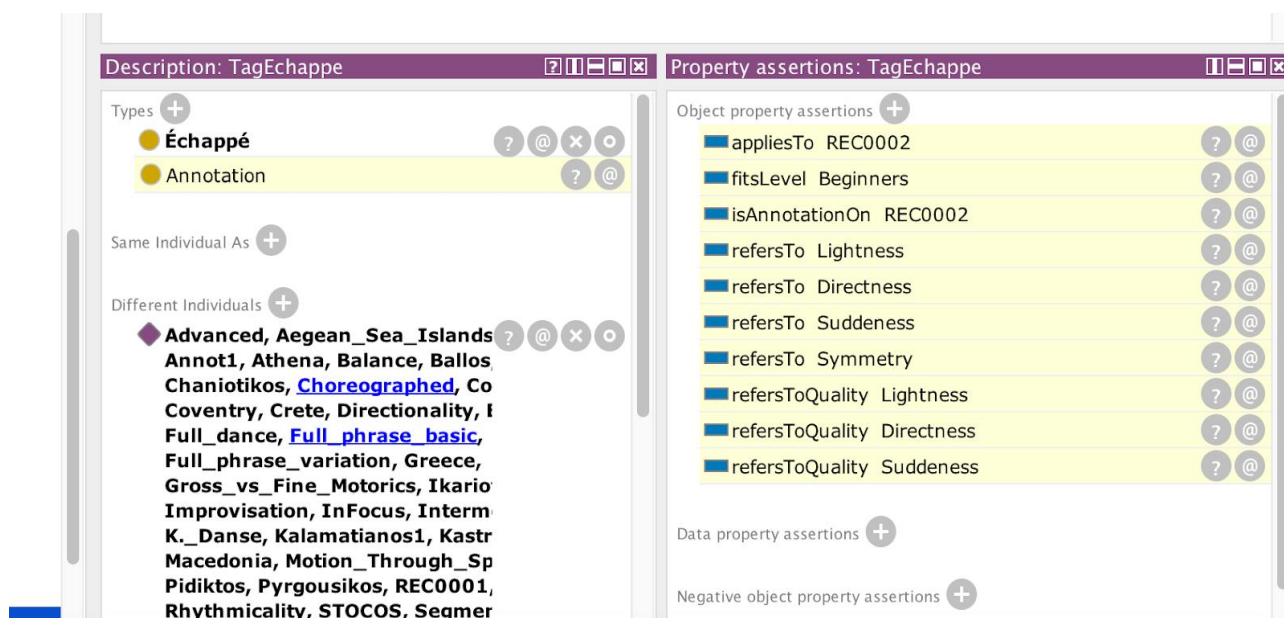 Description: TagEchappe
Types
Échappé
Annotation
Same Individual As
Different Individuals
Advanced, Aegean_Sea_Islands
Annot1, Athena, Balance, Ballos,
Chaniotikos, Choreographed, Co
Coventry, Crete, Directionality,
Full_dance, Full_phrase_basic,
Full_phrase_variation, Greece,
Gross_vs_Fine_Motorics, Ikario
Improvisation, InFocus, Interm
K._Danse, Kalamatianos1, Kastr
Macedonia, Motion_Through_Sp
Pidiktos, Pyrgousikos, REC0001,
Rhythmicality, STOCOS, Segmer
Property assertions: TagEchappe
Object property assertions
appliesTo REC0002
fitsLevel Beginners
isAnnotationOn REC0002
refersTo Lightness
refersTo Directness
refersTo Suddeness
refersTo Symmetry
refersToQuality Lightness
refersToQuality Directness
refersToQuality Suddeness
Data property assertions
Negative object property assertions